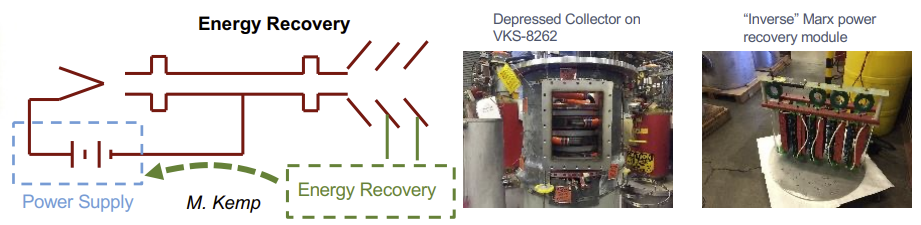 Energy Recovery
Depressed Collector on
VKS-8262
"Inverse" Marx power
recovery module
Energy Recovery
Power Supply
M. Kemp